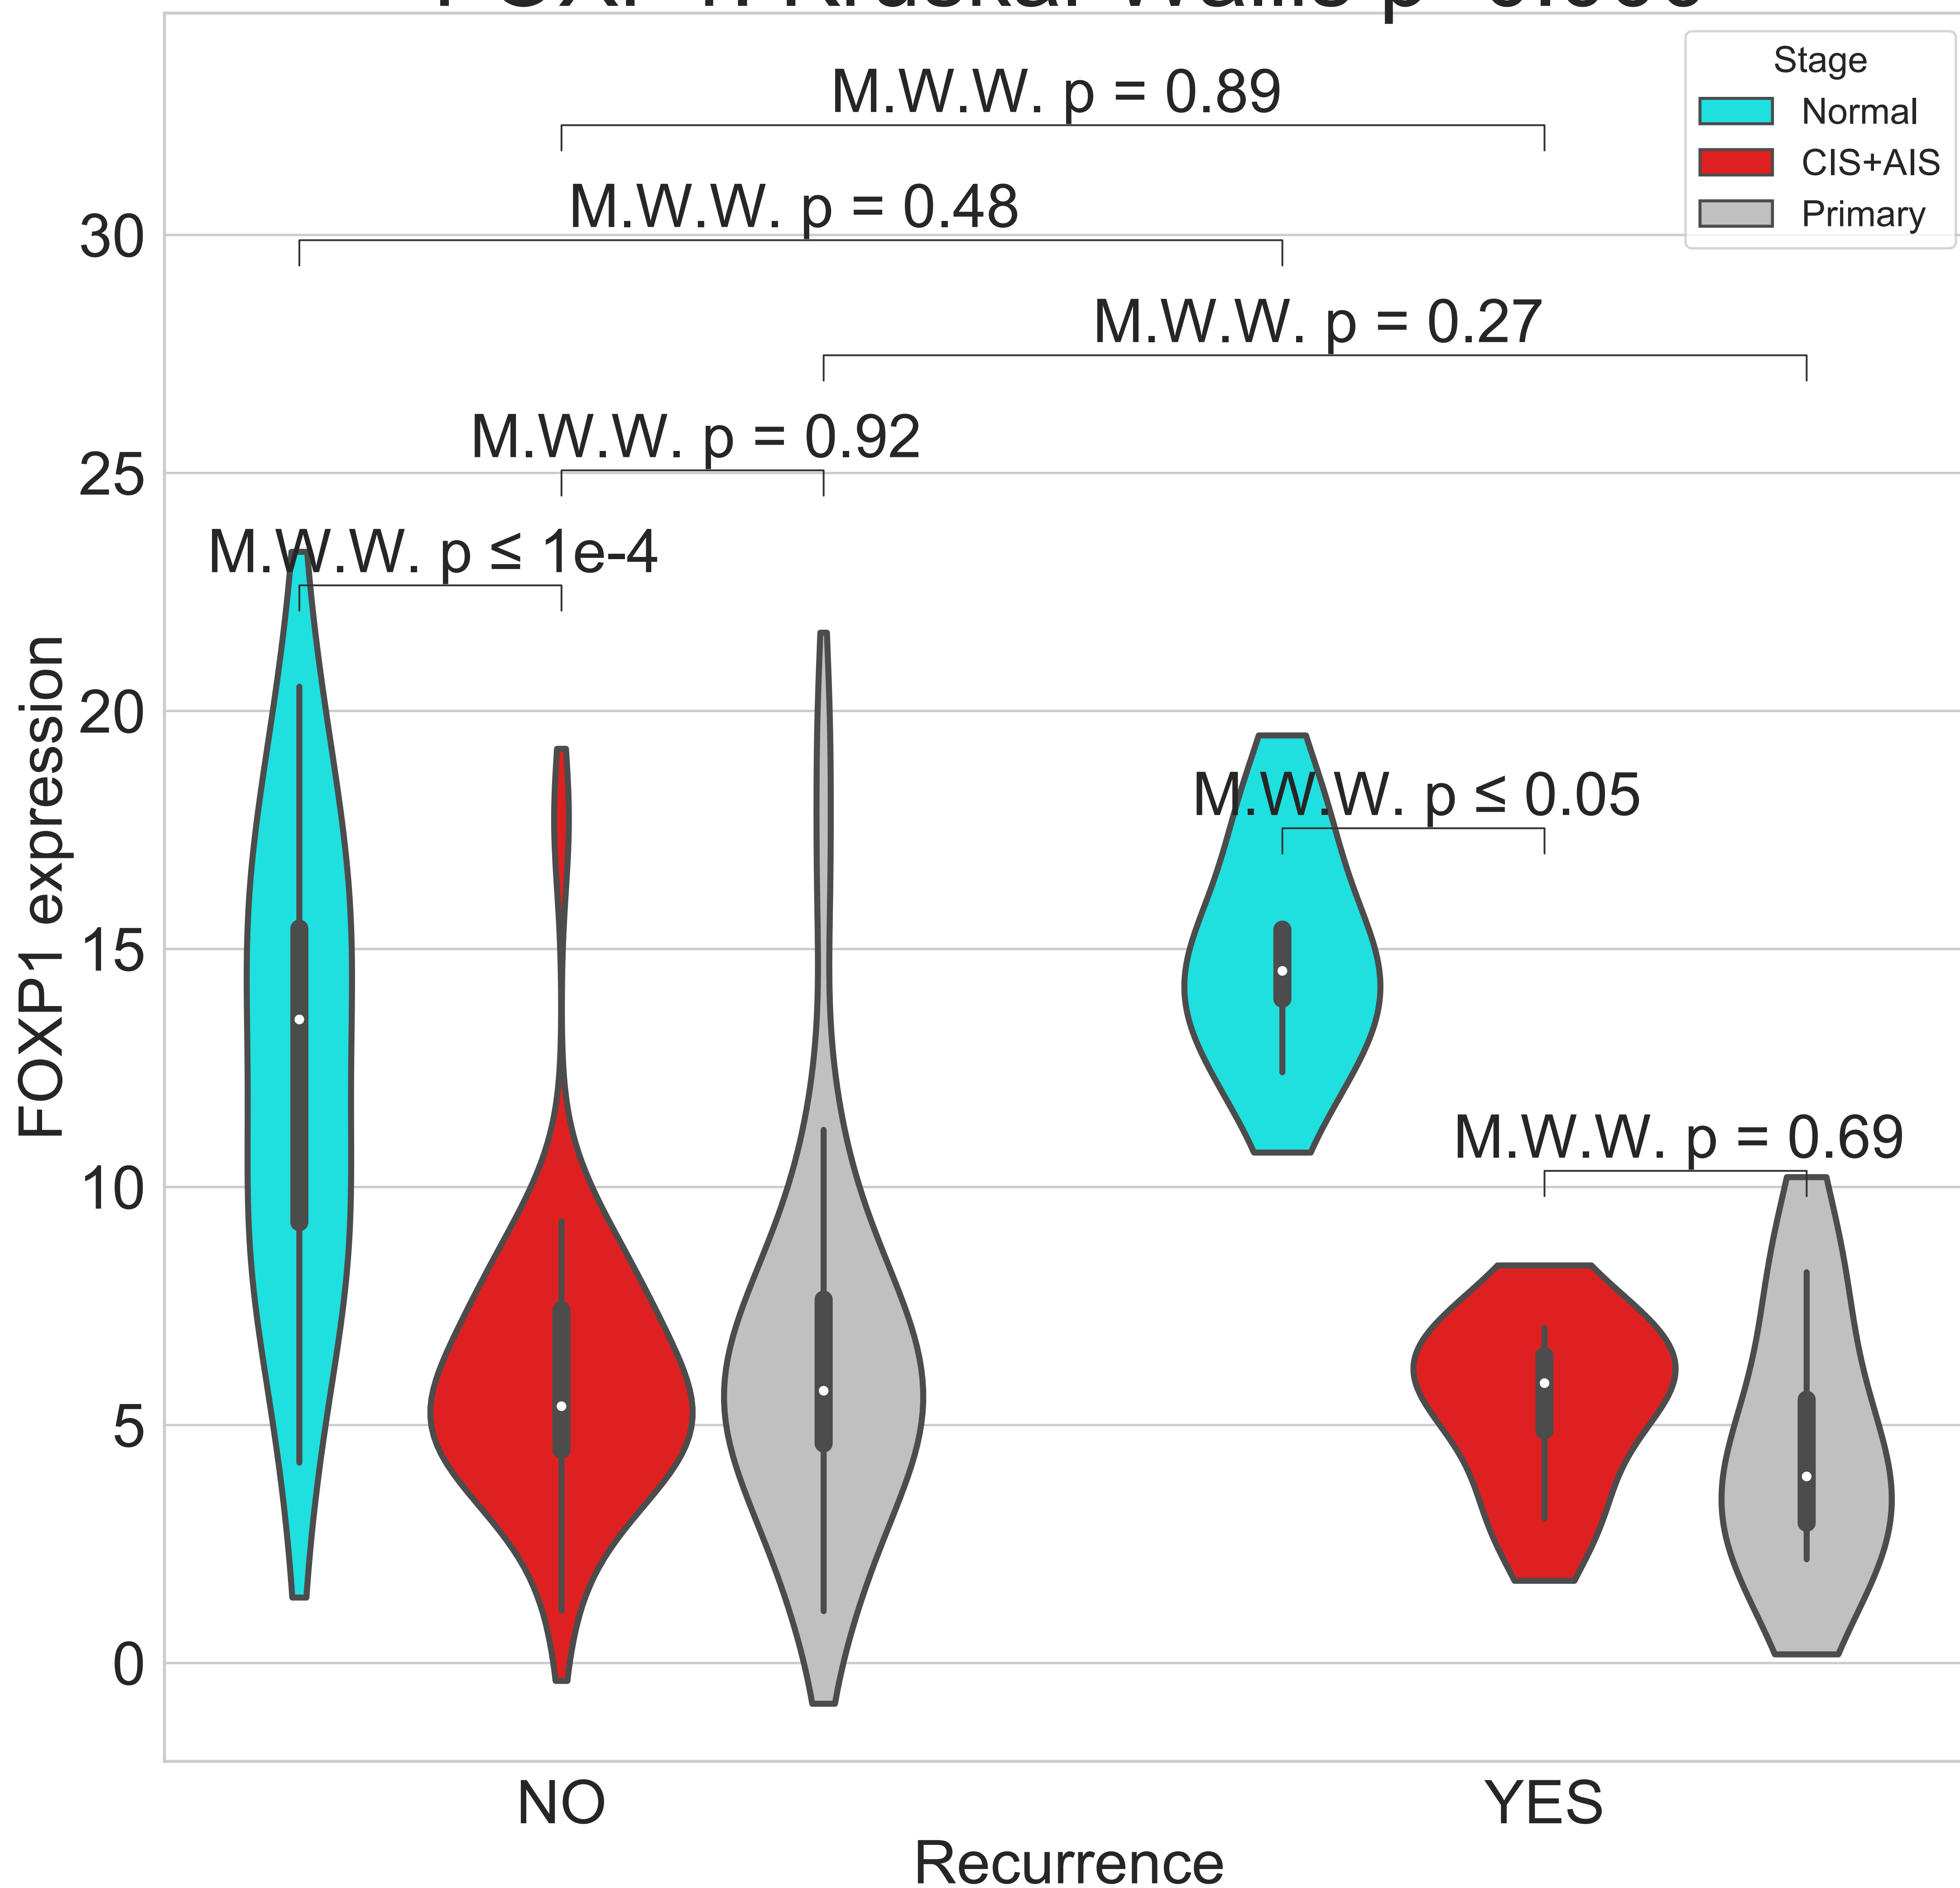 Stage
Normal
CIS+AIS
Primary
M.W.W. p = 0.89
M.W.W. p = 0.48
M.W.W. p = 0.27
M.W.W. p = 0.92
M.W.W. p ≤ 1e-4
M.W.W. p ≤ 0.05
M.W.W. p = 0.69
30
25
20
15
10
5
0
FOXP1 expression
NO
YES
Recurrence